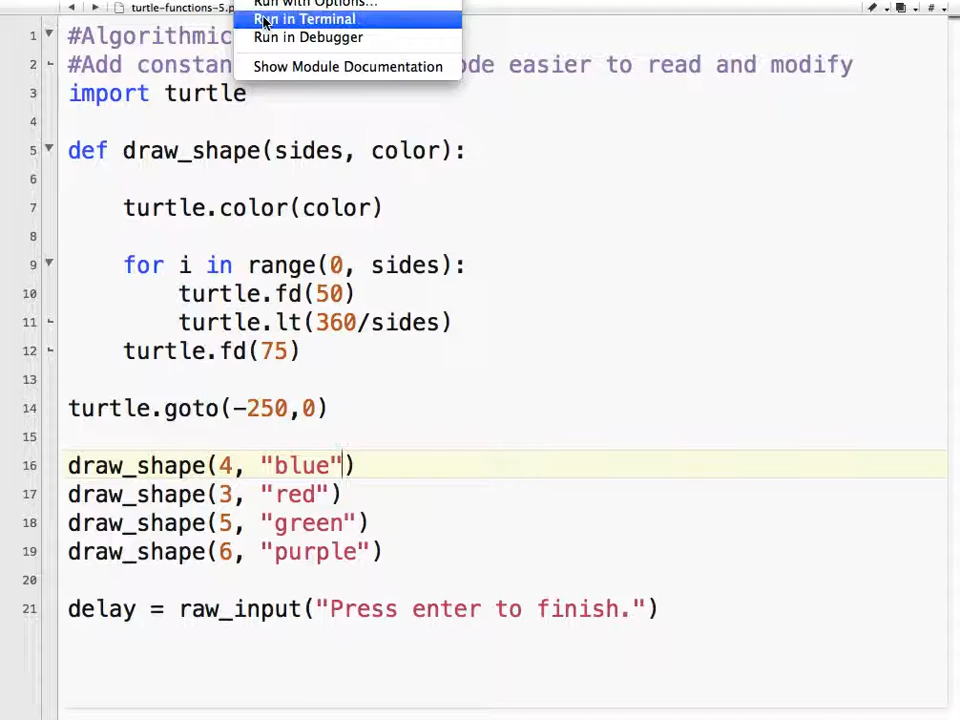 turtle-functions-5.p
Run with Options...
Run in Terminal
Run in Debugger
Show Module Documentation
1 #Algorithmic
2 #Add constan ode easier to read and modify
3 import turtle
4
5 def draw_shape(sides, color):
6
7 turtle.color(color)
8
9 for i in range(0, sides):
10 turtle.fd(50)
11 turtle.lt(360/sides)
12 turtle.fd(75)
13
14 turtle.goto(-250,0)
15
16 draw_shape(4, "blue")
17 draw_shape(3, "red")
18 draw_shape(5, "green")
19 draw_shape(6, "purple")
20
21 delay = raw_input("Press enter to finish.")